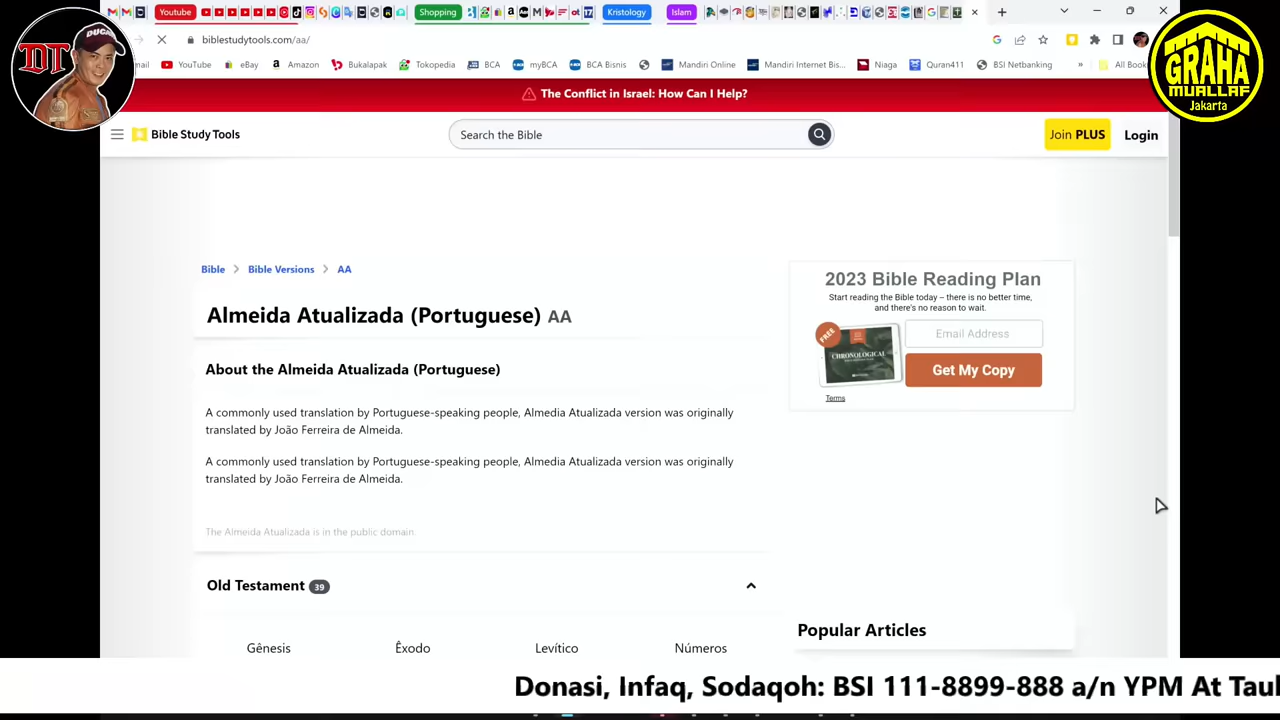 DT
DUCATI
Youtube
Shopping
Kristology
Islam
biblestudytools.com/aa/
YouTube
eBay
Amazon
Bukalapak
Tokopedia
BCA
myBCA
BCA Bisnis
Mandiri Online
Mandiri Internet Bis...
Niaga
Quran411
BSI Netbanking
»
GRAHA
MUALLAF
Jakarta
The Conflict in Israel: How Can I Help?
Bible Study Tools
Search the Bible
Join PLUS
Login
Bible > Bible Versions > AA
Almeida Atualizada (Portuguese) AA
About the Almeida Atualizada (Portuguese)
A commonly used translation by Portuguese-speaking people, Almedia Atualizada version was originally
translated by João Ferreira de Almeida.
A commonly used translation by Portuguese-speaking people, Almedia Atualizada version was originally
translated by João Ferreira de Almeida.
The Almeida Atualizada is in the public domain.
Old Testament 39
Gênesis Êxodo Levítico Números
2023 Bible Reading Plan
Start reading the Bible today – there is no better time,
and there's no reason to wait.
FREE
CHRONOLOGICAL
Email Address
Get My Copy
Terms
Popular Articles
Donasi, Infaq, Sodaqoh: BSI 111-8899-888 a/n YPM At Taul